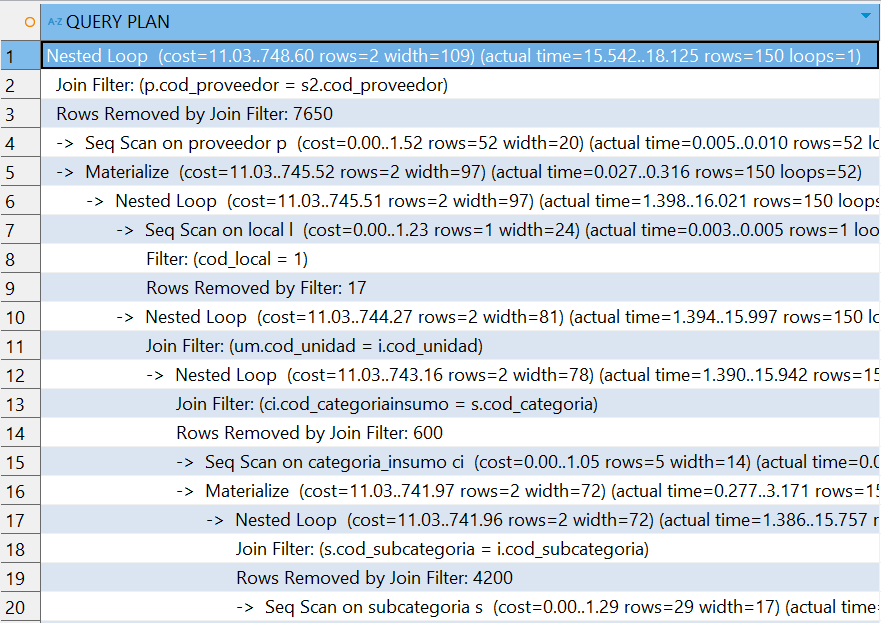 A-Z QUERY PLAN
1 Nested Loop (cost=11.03..748.60 rows=2 width=109) (actual time=15.542..18.125 rows=150 loops=1)
2 Join Filter: (p.cod_proveedor = s2.cod_proveedor)
3 Rows Removed by Join Filter: 7650
4 -> Seq Scan on proveedor p (cost=0.00..1.52 rows=52 width=20) (actual time=0.005..0.010 rows=52 lo
5 -> Materialize (cost=11.03..745.52 rows=2 width=97) (actual time=0.027..0.316 rows=150 loops=52)
6 -> Nested Loop (cost=11.03..745.51 rows=2 width=97) (actual time=1.398..16.021 rows=150 loops
7 -> Seq Scan on local l (cost=0.00..1.23 rows=1 width=24) (actual time=0.003..0.005 rows=1 loo
8 Filter: (cod_local = 1)
9 Rows Removed by Filter: 17
10 -> Nested Loop (cost=11.03..744.27 rows=2 width=81) (actual time=1.394..15.997 rows=150 lo
11 Join Filter: (um.cod_unidad = i.cod_unidad)
12 -> Nested Loop (cost=11.03..743.16 rows=2 width=78) (actual time=1.390..15.942 rows=15
13 Join Filter: (ci.cod_categoriainsumo = s.cod_categoria)
14 Rows Removed by Join Filter: 600
15 -> Seq Scan on categoria_insumo ci (cost=0.00..1.05 rows=5 width=14) (actual time=0.0
16 -> Materialize (cost=11.03..741.97 rows=2 width=72) (actual time=0.277..3.171 rows=15
17 -> Nested Loop (cost=11.03..741.96 rows=2 width=72) (actual time=1.386..15.757 r
18 Join Filter: (s.cod_subcategoria = i.cod_subcategoria)
19 Rows Removed by Join Filter: 4200
20 -> Seq Scan on subcategoria s (cost=0.00..1.29 rows=29 width=17) (actual time=